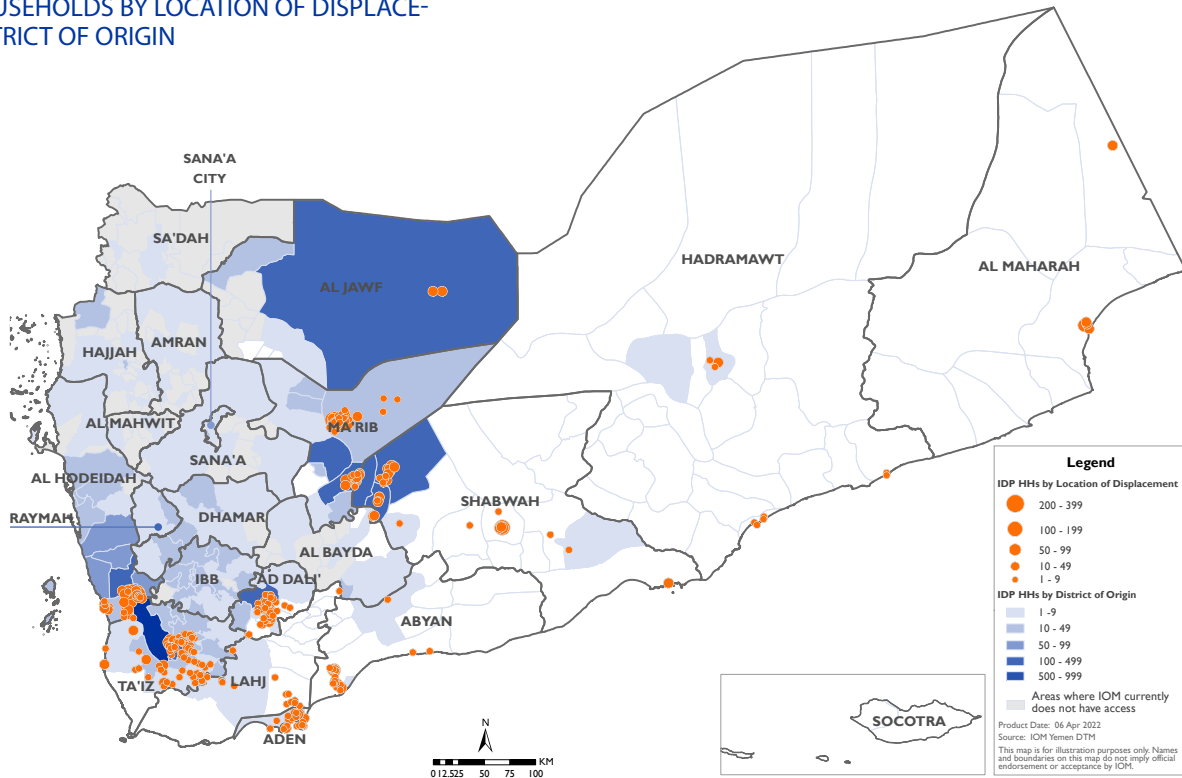 USEHOLDS BY LOCATION OF DISPLACE-
TRICT OF ORIGIN
SANA'A
CITY
SA'DAH
AL JAWF
HADRAMAWT
AL MAHARAH
HAJJAH
AMRAN
AL MAHWIT
MA'RIB
SANA'A
AL HODEIDAH
SHABWAH
RAYMAH
DHAMAR
AL BAYDA
IBB
AD DALI'
ABYAN
TA'IZ
LAHJ
ADEN
SOCOTRA
N
KM
0 12.525 50 75 100
Legend
IDP HHs by Location of Displacement
200 - 399
100 - 199
50 - 99
10 - 49
1 - 9
IDP HHs by District of Origin
1 -9
10 - 49
50 - 99
100 - 499
500 - 999
Areas where IOM currently
does not have access
Product Date: 06 Apr 2022
Source: IOM Yemen DTM
This map is for illustration purposes only. Names
and boundaries on this map do not imply official
endorsement or acceptance by IOM.